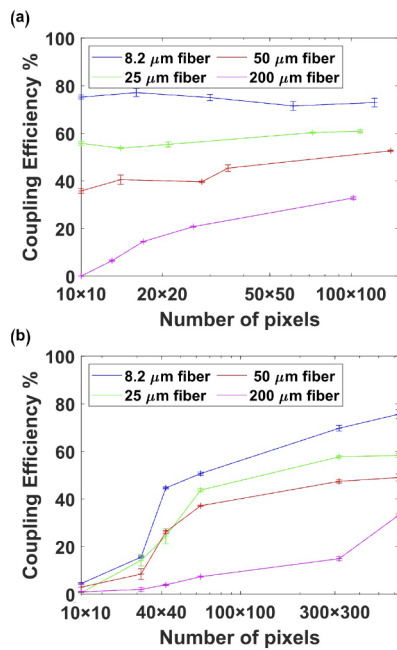 (a)
100
80
60
40
20
0
Coupling Efficiency %
8.2 μm fiber
50 μm fiber
25 μm fiber
200 μm fiber
10×10
20×20
50×50
100×100
Number of pixels
(b)
100
80
60
40
20
0
Coupling Efficiency %
8.2 μm fiber
50 μm fiber
25 μm fiber
200 μm fiber
10×10
40×40
100×100
300×300
Number of pixels